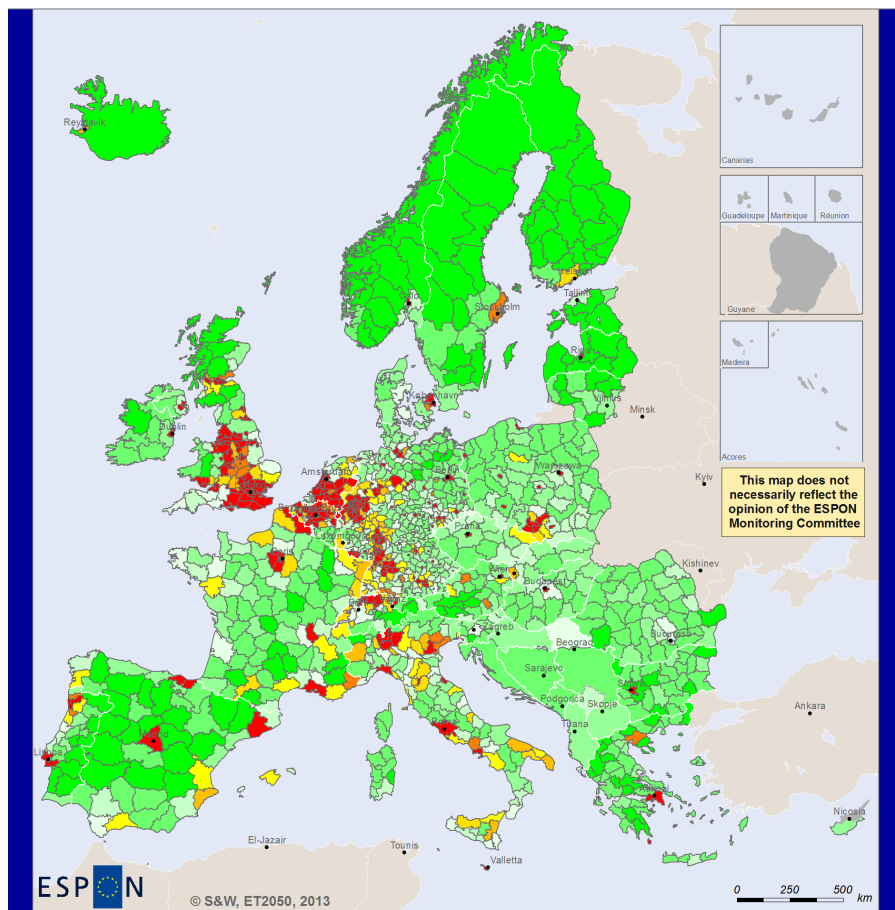 Canarias
Guadeloupe
Martinique
Réunion
Guyane
Madeira
Acores
This map does not
necessarily reflect the
opinion of the ESPON
Monitoring Committee
Reykjavik
Oslo
Stockholm
Helsinki
Tallinn
Riga
København
Vilnius
Minsk
Dublin
Amsterdam
Berlin
Warszawa
Kyiv
Praha
Paris
Wien
Budapest
Kishinev
Zagreb
Beograd
Bucuresti
Sarajevo
Podgorica
Skopje
Tirana
Ankara
Roma
Madrid
Lisboa
Nicosia
El-Jazair
Tounis
Valletta
ESPON
© S&W, ET2050, 2013
0 250 500
km